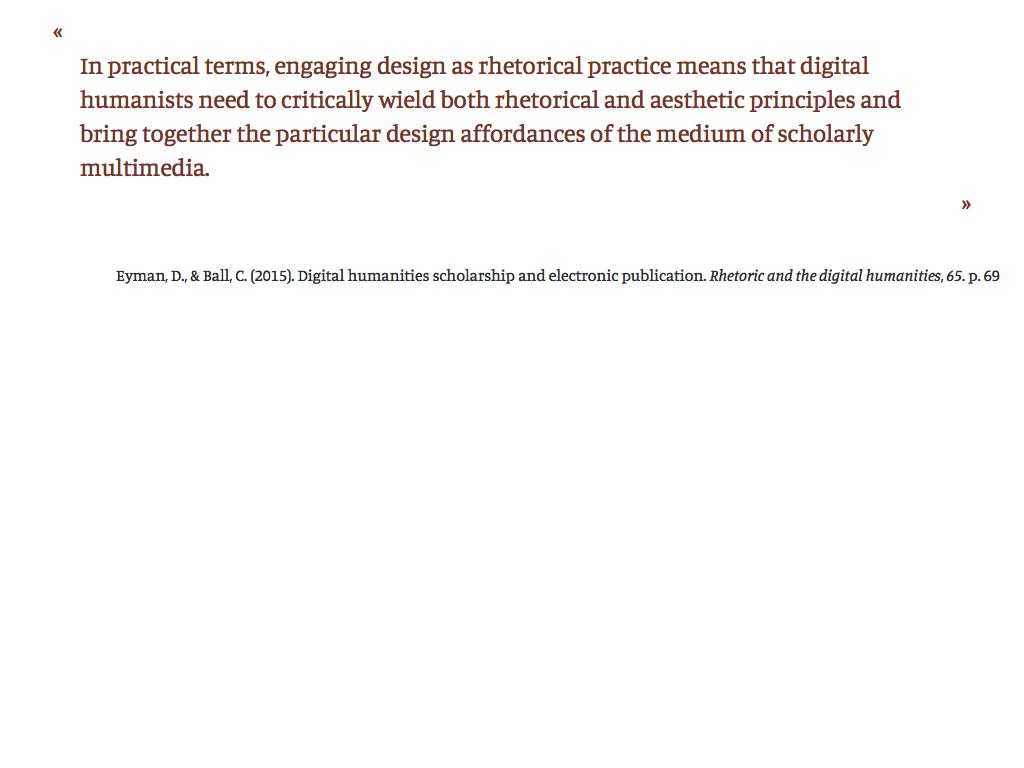 «
In practical terms, engaging design as rhetorical practice means that digital
humanists need to critically wield both rhetorical and aesthetic principles and
bring together the particular design affordances of the medium of scholarly
multimedia.
»
Eyman, D., & Ball, C. (2015). Digital humanities scholarship and electronic publication. Rhetoric and the digital humanities, 65. p. 69